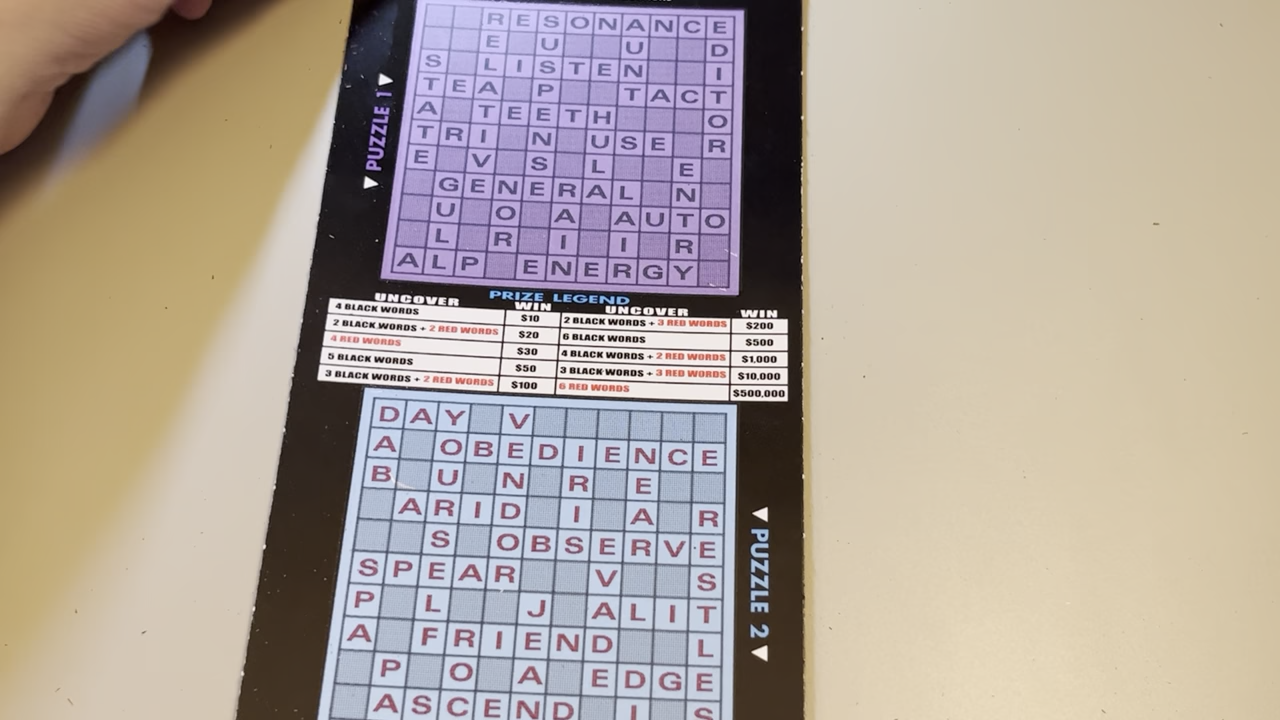 RESONANCE
E U U D
S LISTEN I
TEA P TACT
A TEETH O
TRI N USE R
E V S L E
GENERAL N
U O A AUTO
L R I I R
ALP ENERGY
PUZZLE 1
PRIZE LEGEND
UNCOVER WIN UNCOVER WIN
4 BLACK WORDS $10 2 BLACK WORDS + 3 RED WORDS $200
2 BLACK WORDS + 2 RED WORDS $20 6 BLACK WORDS $500
4 RED WORDS $30 4 BLACK WORDS + 2 RED WORDS $1,000
5 BLACK WORDS $50 3 BLACK WORDS + 3 RED WORDS $10,000
3 BLACK WORDS + 2 RED WORDS $100 6 RED WORDS $500,000
DAY V
A OBEDIENCE
B U N R E
ARID I A R
S OBSERVE
SPEAR V S
P L J ALIT
A FRIEND L
P O A EDGE
ASCEND I S
PUZZLE 2